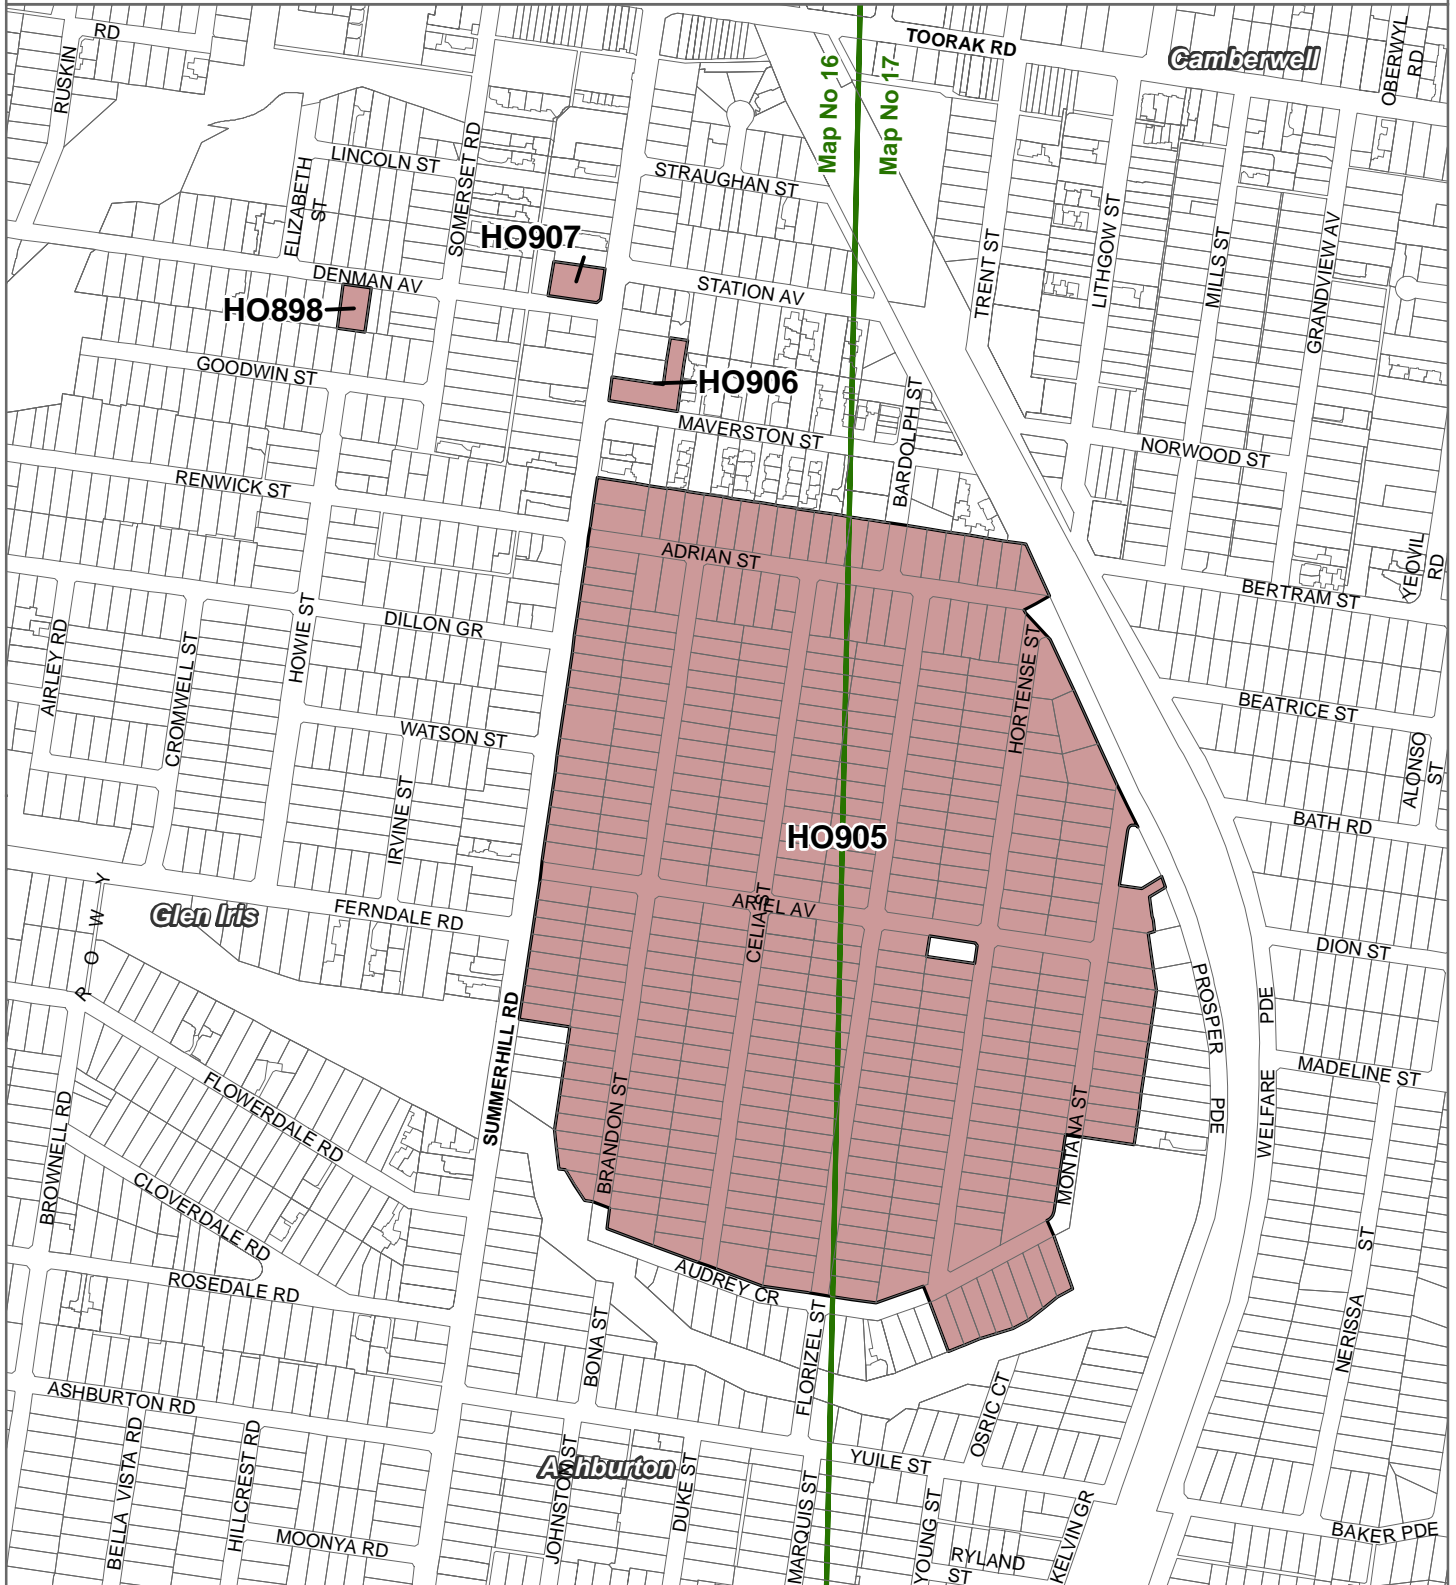 RD
TOORAK RD
Camberwell
OBERWYL
RD
RUSKIN
Map No 16
Map No 17
LINCOLN ST
SOMERSET RD
ELIZABETH
ST
STRAUGHAN ST
HO907
TRENT ST
LITHGOW ST
MILLS ST
GRANDVIEW AV
DENMAN AV
STATION AV
HO898
GOODWIN ST
HO906
BARDOLPH ST
MAVERSTON ST
NORWOOD ST
RENWICK ST
ADRIAN ST
YEOVIL
RD
BERTRAM ST
HOWIE ST
DILLON GR
AIRLEY RD
CROMWELL ST
HORTENSE ST
BEATRICE ST
WATSON ST
ALONSO
ST
IRVINE ST
BATH RD
HO905
ARIEL AV
CELIA ST
R O W Y
Glen Iris
FERNDALE RD
DION ST
PROSPER
PDE
WELFARE
PDE
SUMMERHILL RD
MADELINE ST
FLOWERDALE RD
BRANDON ST
MONTANA ST
BROWNELL RD
CLOVERDALE RD
ROSEDALE RD
AUDREY CR
NERISSA
ST
BONA ST
FLORIZEL ST
ASHBURTON RD
OSRIC CT
BELLA VISTA RD
HILLCREST RD
Ashburton
JOHNSTON ST
DUKE ST
MARQUIS ST
YUILE ST
YOUNG ST
KELVIN GR
MOONYA RD
RYLAND
ST
BAKER PDE